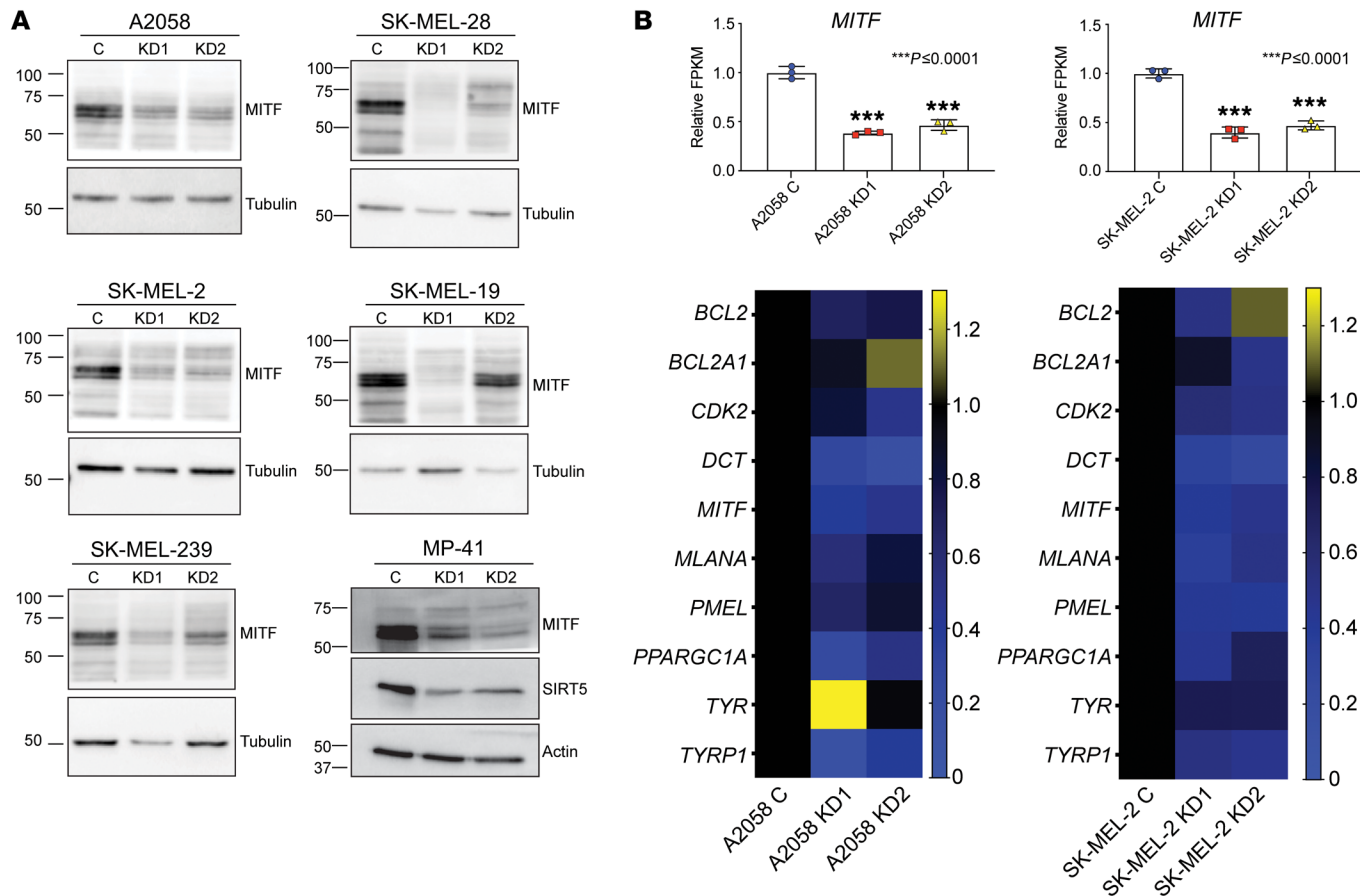 A
A2058
C KD1 KD2
100
75
50
MITF
50
Tubulin
SK-MEL-28
C KD1 KD2
100
75
50
MITF
50
Tubulin
SK-MEL-2
C KD1 KD2
100
75
50
MITF
50
Tubulin
SK-MEL-19
C KD1 KD2
100
75
50
MITF
50
Tubulin
SK-MEL-239
C KD1 KD2
100
75
50
MITF
50
Tubulin
MP-41
C KD1 KD2
75
50
MITF
SIRT5
50
37
Actin
B
MITF
***P≤0.0001
Relative FPKM
1.5
1.0
0.5
0.0
***
***
A2058 C
A2058 KD1
A2058 KD2
MITF
***P≤0.0001
Relative FPKM
1.5
1.0
0.5
0.0
***
***
SK-MEL-2 C
SK-MEL-2 KD1
SK-MEL-2 KD2
BCL2
BCL2A1
CDK2
DCT
MITF
MLANA
PMEL
PPARGC1A
TYR
TYRP1
1.2
1.0
0.8
0.6
0.4
0.2
0
A2058 C
A2058 KD1
A2058 KD2
BCL2
BCL2A1
CDK2
DCT
MITF
MLANA
PMEL
PPARGC1A
TYR
TYRP1
1.2
1.0
0.8
0.6
0.4
0.2
0
SK-MEL-2 C
SK-MEL-2 KD1
SK-MEL-2 KD2